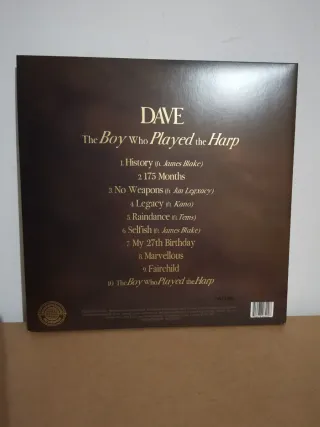 DAVE
The Boy Who Played the Harp
1. History (ft. James Blake)
2. 175 Months
3. No Weapons (ft. Jim Legxacy)
4. Legacy (ft. Kano)
5. Raindance (ft. Tems)
6. Selfish (ft. James Blake)
7. My 27th Birthday
8. Marvellous
9. Fairchild
10. The Boy Who Played the Harp